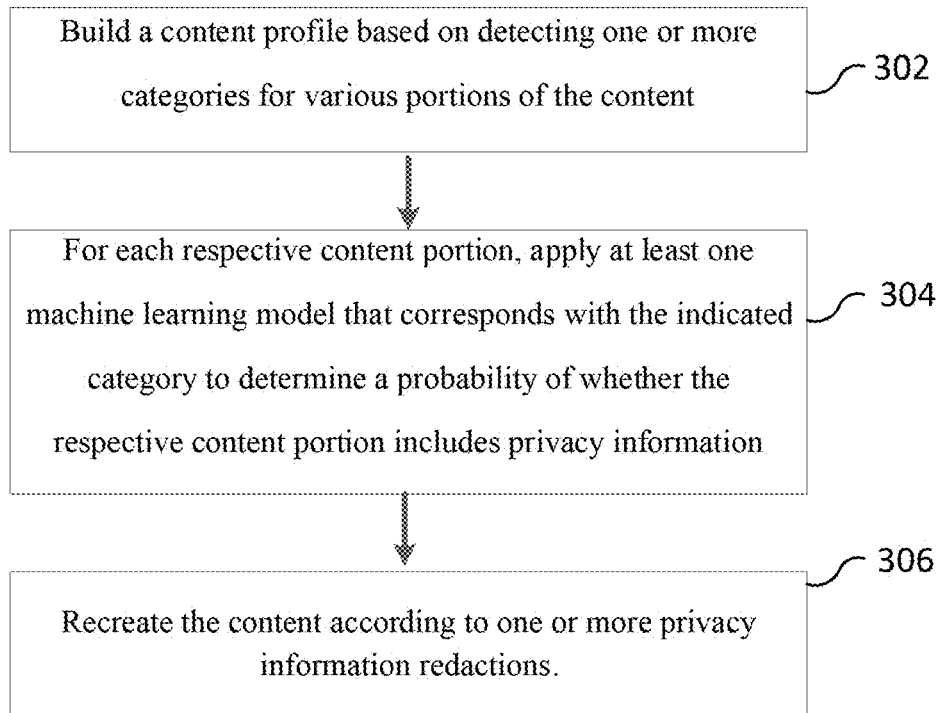 Build a content profile based on detecting one or more
categories for various portions of the content
302
For each respective content portion, apply at least one
machine learning model that corresponds with the indicated
category to determine a probability of whether the
respective content portion includes privacy information
304
306
Recreate the content according to one or more privacy
information redactions.